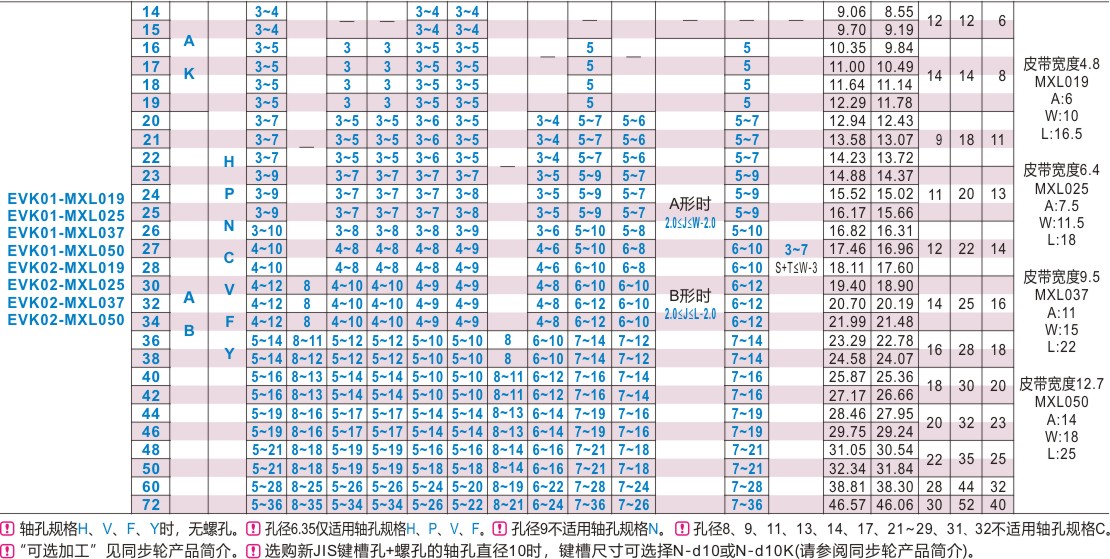 14 3~4 — — 3~4 3~4 — — — — 9.06 8.55 12 12 6
15 3~4 3~4 3~4 9.70 9.19
A
16 3~5 3 3 3~5 3~5 — 5 — 5 10.35 9.84
K
17 3~5 3 3 3~5 3~5 5 5 11.00 10.49 14 14 8
18 3~5 3 3 3~5 3~5 5 5 11.64 11.14
19 3~5 3 3 3~5 3~5 5 5 12.29 11.78
20 3~7 3~5 3~5 3~6 3~5 3~4 5~7 5~6 5~7 12.94 12.43
21 3~7 — 3~5 3~5 3~6 3~5 3~4 5~7 5~6 5~7 13.58 13.07 9 18 11
22 H 3~7 3~5 3~5 3~6 3~5 — 3~4 5~7 5~6 5~7 14.23 13.72
23 3~9 3~7 3~7 3~7 3~7 3~5 5~9 5~7 5~9 14.88 14.37
24 P 3~9 3~7 3~7 3~7 3~8 3~5 5~9 5~7 5~9 15.52 15.02 11 20 13
25 3~9 3~7 3~7 3~7 3~8 3~5 5~9 5~7 5~9 16.17 15.66
26 N 3~10 3~8 3~8 3~8 3~9 3~6 5~10 5~8 5~10 16.82 16.31
27 4~10 4~8 4~8 4~8 4~9 4~6 5~10 6~8 6~10 3~7 17.46 16.96 12 22 14
28 C 4~10 4~8 4~8 4~8 4~9 4~6 6~10 6~8 6~10 S+T≤W-3 18.11 17.60
30 A V 4~12 8 4~10 4~10 4~9 4~9 4~8 6~10 6~10 6~12 19.40 18.90
32 4~12 8 4~10 4~10 4~9 4~9 4~8 6~12 6~10 6~12 20.70 20.19 14 25 16
34 B F 4~12 8 4~10 4~10 4~9 4~9 4~8 6~12 6~10 6~12 21.99 21.48
36 5~14 8~11 5~12 5~12 5~10 5~10 8 6~10 7~14 7~12 7~14 23.29 22.78 16 28 18
38 Y 5~14 8~12 5~12 5~12 5~10 5~10 8 6~10 7~14 7~12 7~14 24.58 24.07
40 5~16 8~13 5~14 5~14 5~10 5~10 8~11 6~12 7~16 7~14 7~16 25.87 25.36 18 30 20
42 5~16 8~13 5~14 5~14 5~10 5~10 8~11 6~12 7~16 7~14 7~16 27.17 26.66
44 5~19 8~16 5~17 5~17 5~14 5~14 8~13 6~14 7~19 7~16 7~19 28.46 27.95 20 32 23
46 5~19 8~16 5~17 5~17 5~14 5~14 8~13 6~14 7~19 7~16 7~19 29.75 29.24
48 5~21 8~18 5~19 5~19 5~16 5~16 8~14 6~16 7~21 7~18 7~21 31.05 30.54 22 35 25
50 5~21 8~18 5~19 5~19 5~16 5~18 8~14 6~16 7~21 7~18 7~21 32.34 31.84
60 5~28 8~25 5~26 5~26 5~24 5~20 8~19 6~22 7~28 7~24 7~28 38.81 38.30 28 44 32
72 5~36 8~35 5~34 5~34 5~26 5~22 8~21 6~24 7~36 7~26 7~36 46.57 46.06 30 52 40
EVK01-MXL019
EVK01-MXL025
EVK01-MXL037
EVK01-MXL050
EVK02-MXL019
EVK02-MXL025
EVK02-MXL037
EVK02-MXL050
A形时
2.0≤J≤W-2.0
B形时
2.0≤J≤L-2.0
皮带宽度4.8
MXL019
A:6
W:10
L:16.5
皮带宽度6.4
MXL025
A:7.5
W:11.5
L:18
皮带宽度9.5
MXL037
A:11
W:15
L:22
皮带宽度12.7
MXL050
A:14
W:18
L:25
轴孔规格H、V、F、Y时，无螺孔。 孔径6.35仅适用轴孔规格H、P、V、F。 孔径9不适用轴孔规格N。 孔径8、9、11、13、14、17、21~29、31、32不适用轴孔规格C。
“可选加工”见同步轮产品简介。 选购新JIS键槽孔+螺孔的轴孔直径10时，键槽尺寸可选择N-d10或N-d10K(请参阅同步轮产品简介)。